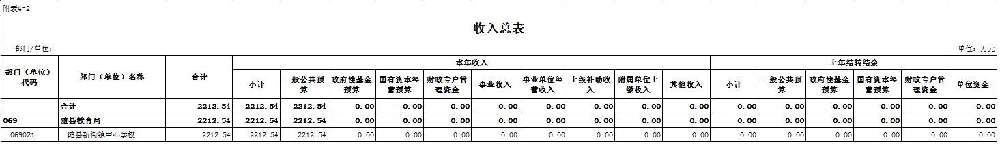 附表4-2
收入总表
部门/单位： 单位：万元
部门（单位）代码 部门（单位）名称 合计 本年收入 上年结转结余
小计 一般公共预算 政府性基金预算 国有资本经营预算 财政专户管理资金 事业收入 事业单位经营收入 上级补助收入 附属单位上缴收入 其他收入 小计 一般公共预算 政府性基金预算 国有资本经营预算 财政专户管理资金 单位资金
合计 2212.54 2212.54 2212.54 0.00 0.00 0.00 0.00 0.00 0.00 0.00 0.00 0.00 0.00 0.00 0.00 0.00 0.00
069 随县教育局 2212.54 2212.54 2212.54 0.00 0.00 0.00 0.00 0.00 0.00 0.00 0.00 0.00 0.00 0.00 0.00 0.00 0.00
069021 随县新街镇中心学校 2212.54 2212.54 2212.54 0.00 0.00 0.00 0.00 0.00 0.00 0.00 0.00 0.00 0.00 0.00 0.00 0.00 0.00